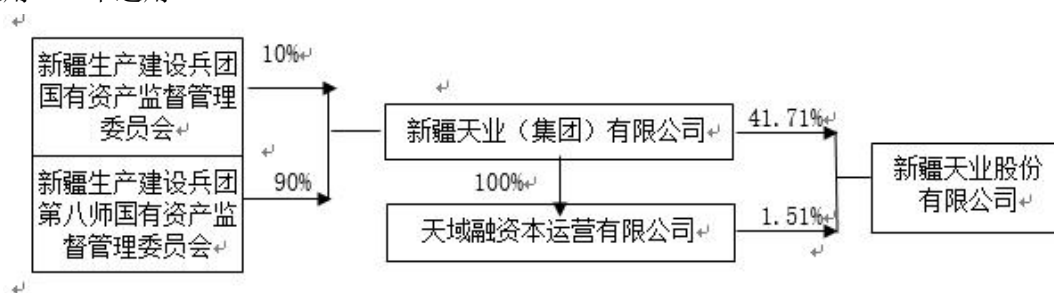 新疆生产建设兵团
国有资产监督管理
委员会
10%
新疆生产建设兵团
第八师国有资产监
督管理委员会
90%
新疆天业（集团）有限公司
41.71%
100%
天域融资本运营有限公司
1.51%
新疆天业股份
有限公司